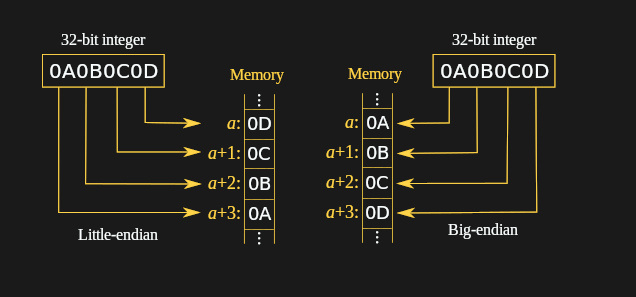 32-bit integer
0A0B0C0D
Memory
⋮
a: 0D
a+1: 0C
a+2: 0B
a+3: 0A
⋮
Little-endian
32-bit integer
0A0B0C0D
Memory
⋮
a: 0A
a+1: 0B
a+2: 0C
a+3: 0D
⋮
Big-endian